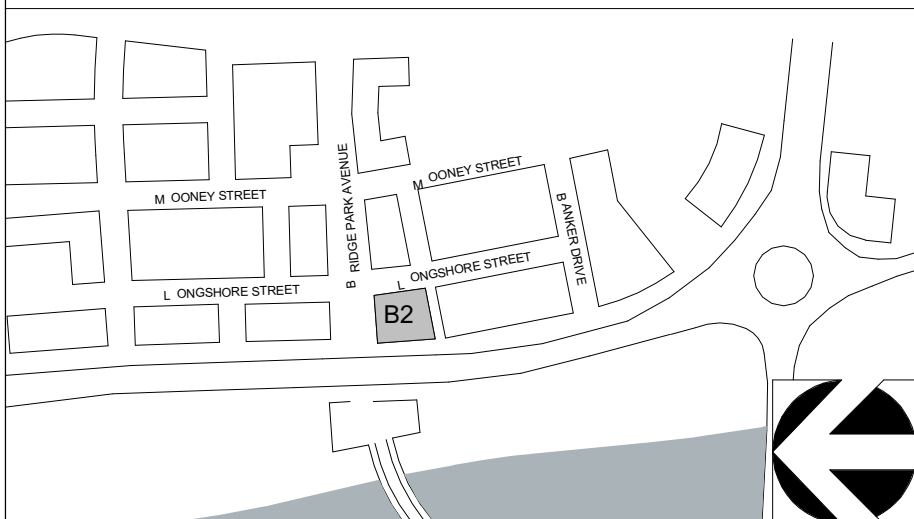 BRIDGE PARK AVENUE
MOONEY STREET
MOONEY STREET
BANKER DRIVE
LONGSHORE STREET
LONGSHORE STREET
B2